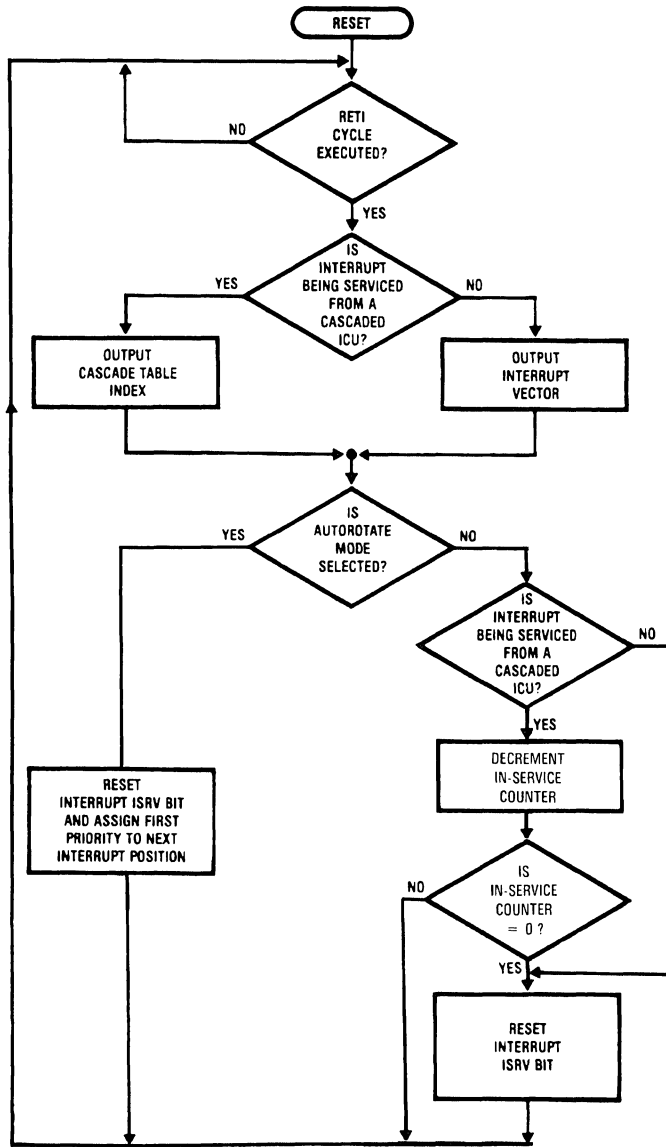 RESET
RETI
CYCLE
EXECUTED?
NO
YES
IS
INTERRUPT
BEING SERVICED
FROM A
CASCADED
ICU?
YES
NO
OUTPUT
CASCADE TABLE
INDEX
OUTPUT
INTERRUPT
VECTOR
IS
AUTOROTATE
MODE
SELECTED?
YES
NO
IS
INTERRUPT
BEING SERVICED
FROM A
CASCADED
ICU?
NO
YES
RESET
INTERRUPT ISRV BIT
AND ASSIGN FIRST
PRIORITY TO NEXT
INTERRUPT POSITION
DECREMENT
IN-SERVICE
COUNTER
IS
IN-SERVICE
COUNTER
= 0 ?
NO
YES
RESET
INTERRUPT
ISRV BIT